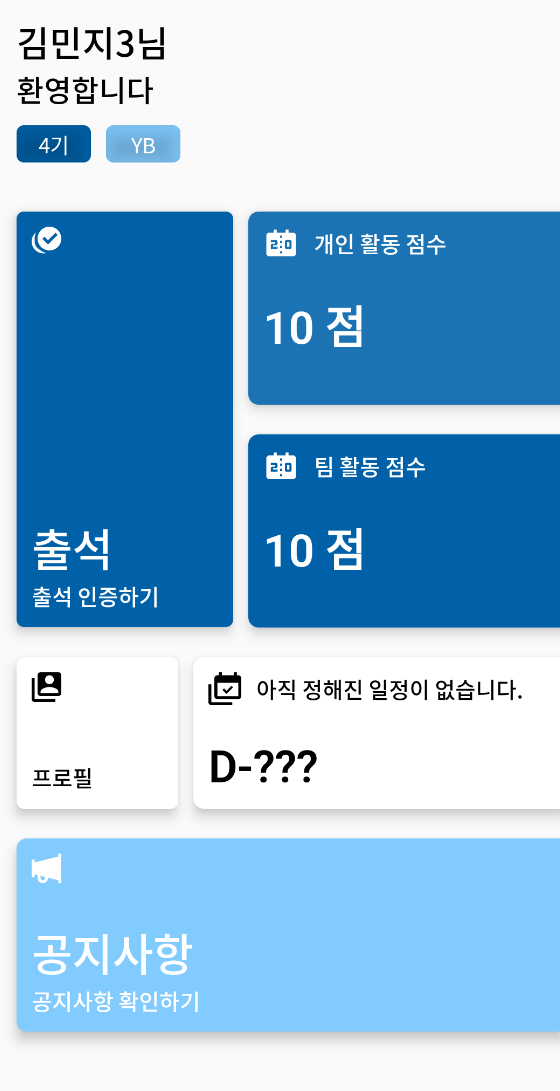 김민지3님
환영합니다
4기 YB
개인 활동 점수
10 점
팀 활동 점수
10 점
출석
출석 인증하기
아직 정해진 일정이 없습니다.
D-???
프로필
공지사항
공지사항 확인하기